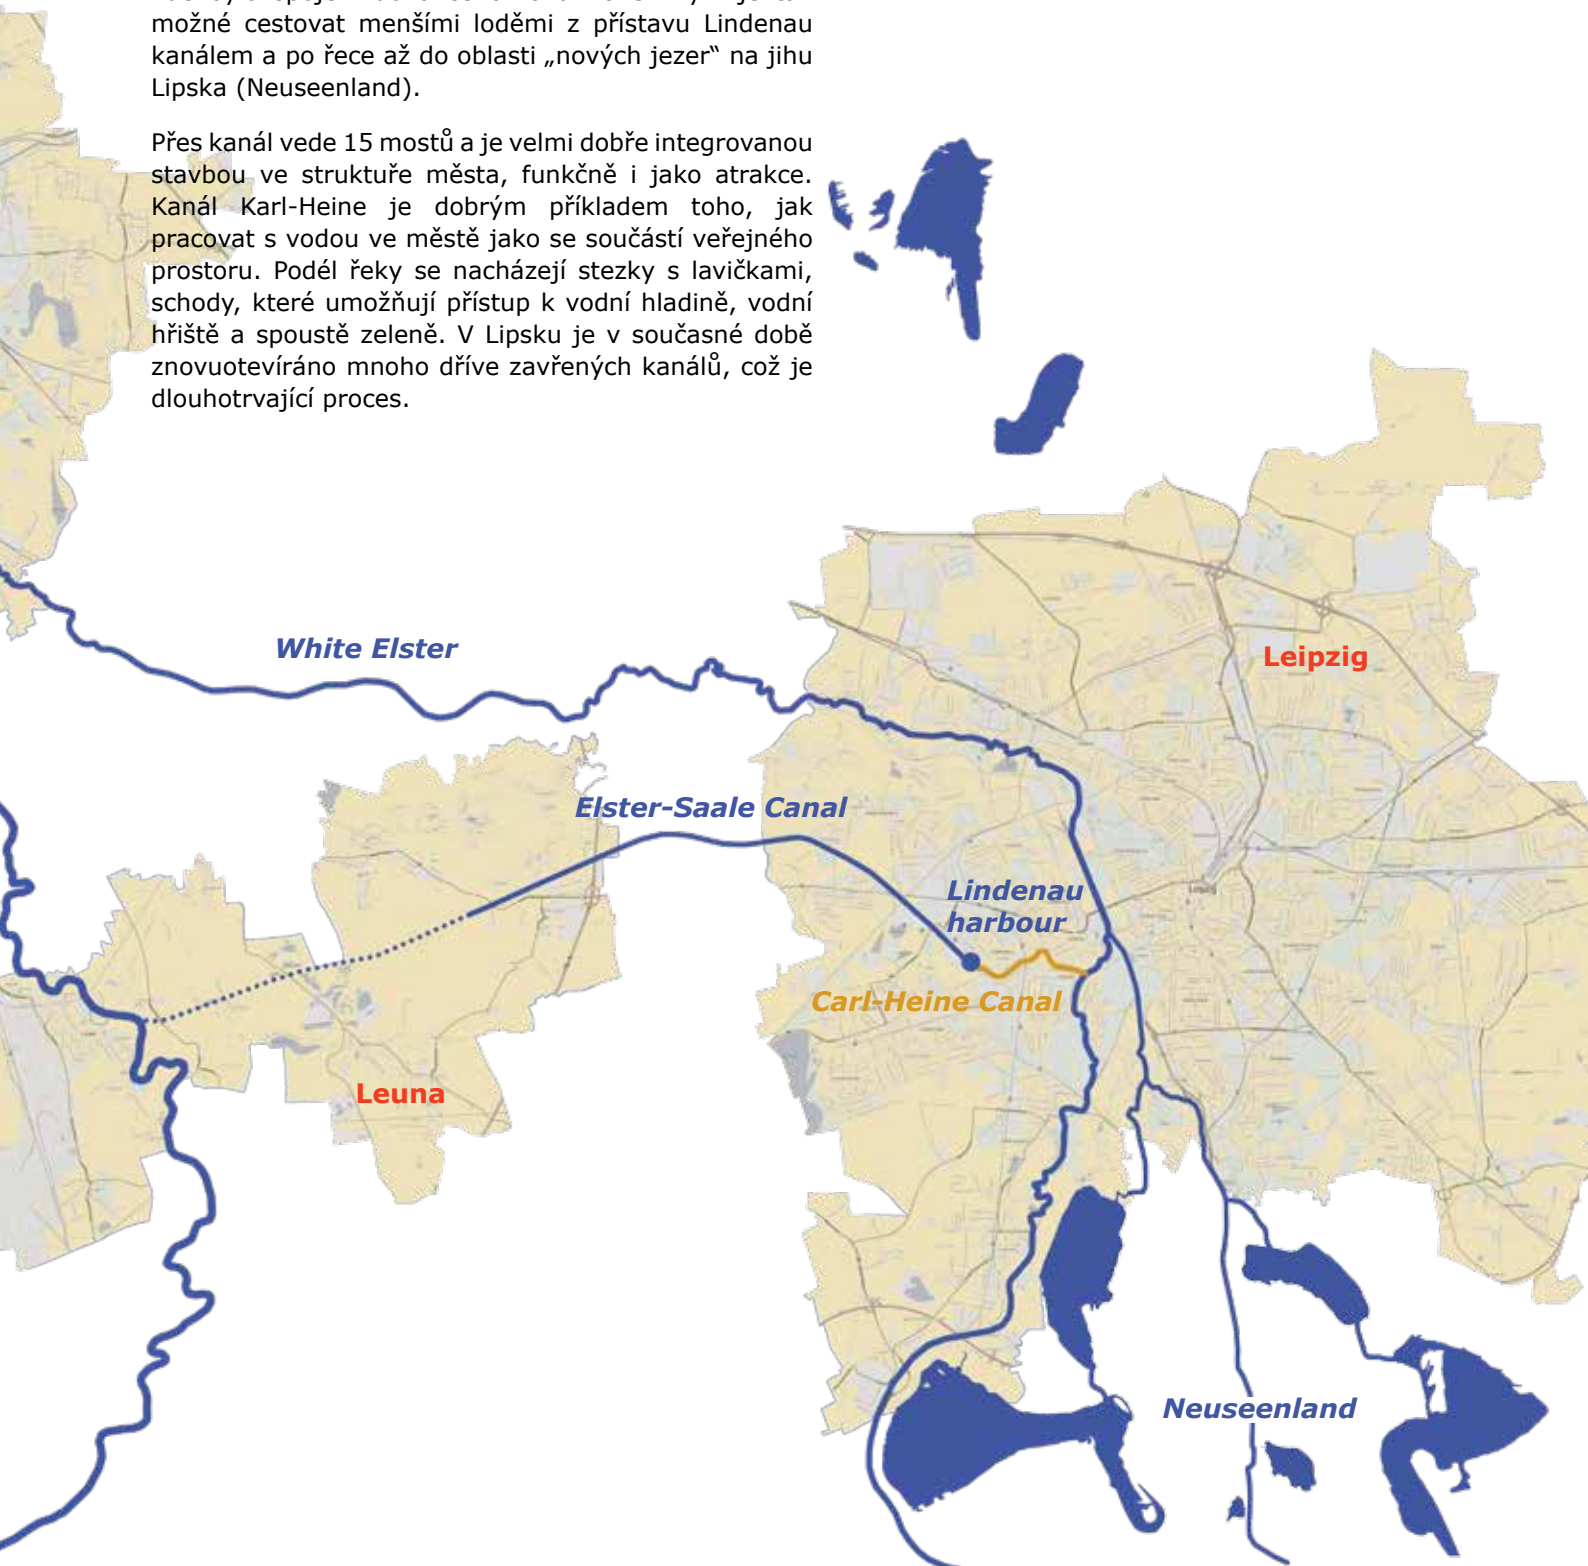 možné cestovat menšími loděmi z přístavu Lindenau
kanálem a po řece až do oblasti „nových jezer“ na jihu
Lipska (Neuseenland).
Přes kanál vede 15 mostů a je velmi dobře integrovanou
stavbou ve struktuře města, funkčně i jako atrakce.
Kanál Karl-Heine je dobrým příkladem toho, jak
pracovat s vodou ve městě jako se součástí veřejného
prostoru. Podél řeky se nacházejí stezky s lavičkami,
schody, které umožňují přístup k vodní hladině, vodní
hřiště a spoustě zeleně. V Lipsku je v současné době
znovuotevíráno mnoho dříve zavřených kanálů, což je
dlouhotrvající proces.
White Elster
Leipzig
Elster-Saale Canal
Lindenau
harbour
Carl-Heine Canal
Leuna
Neuseenland